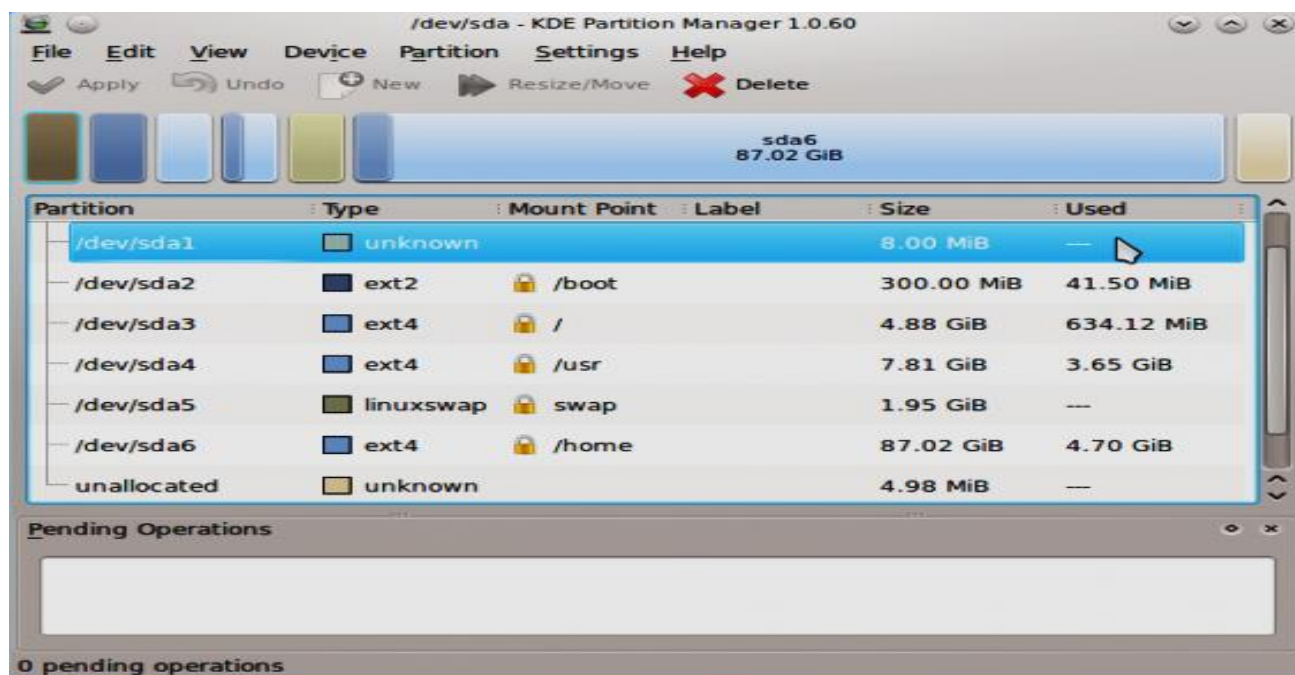 /dev/sda - KDE Partition Manager 1.0.60
File Edit View Device Partition Settings Help
Apply Undo New Resize/Move Delete
sda6
87.02 GiB
Partition Type Mount Point Label Size Used
/dev/sda1 unknown 8.00 MiB ---
/dev/sda2 ext2 /boot 300.00 MiB 41.50 MiB
/dev/sda3 ext4 / 4.88 GiB 634.12 MiB
/dev/sda4 ext4 /usr 7.81 GiB 3.65 GiB
/dev/sda5 linuxswap swap 1.95 GiB ---
/dev/sda6 ext4 /home 87.02 GiB 4.70 GiB
unallocated unknown 4.98 MiB ---
Pending Operations
0 pending operations